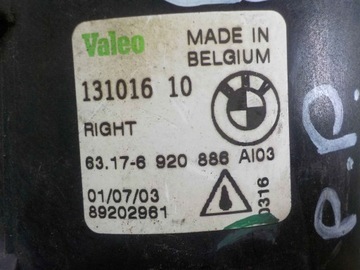 Valeo
MADE IN
BELGIUM
131016 10
RIGHT
63.17-6 920 886 AI03
01/07/03
89202961
0316
P.P.